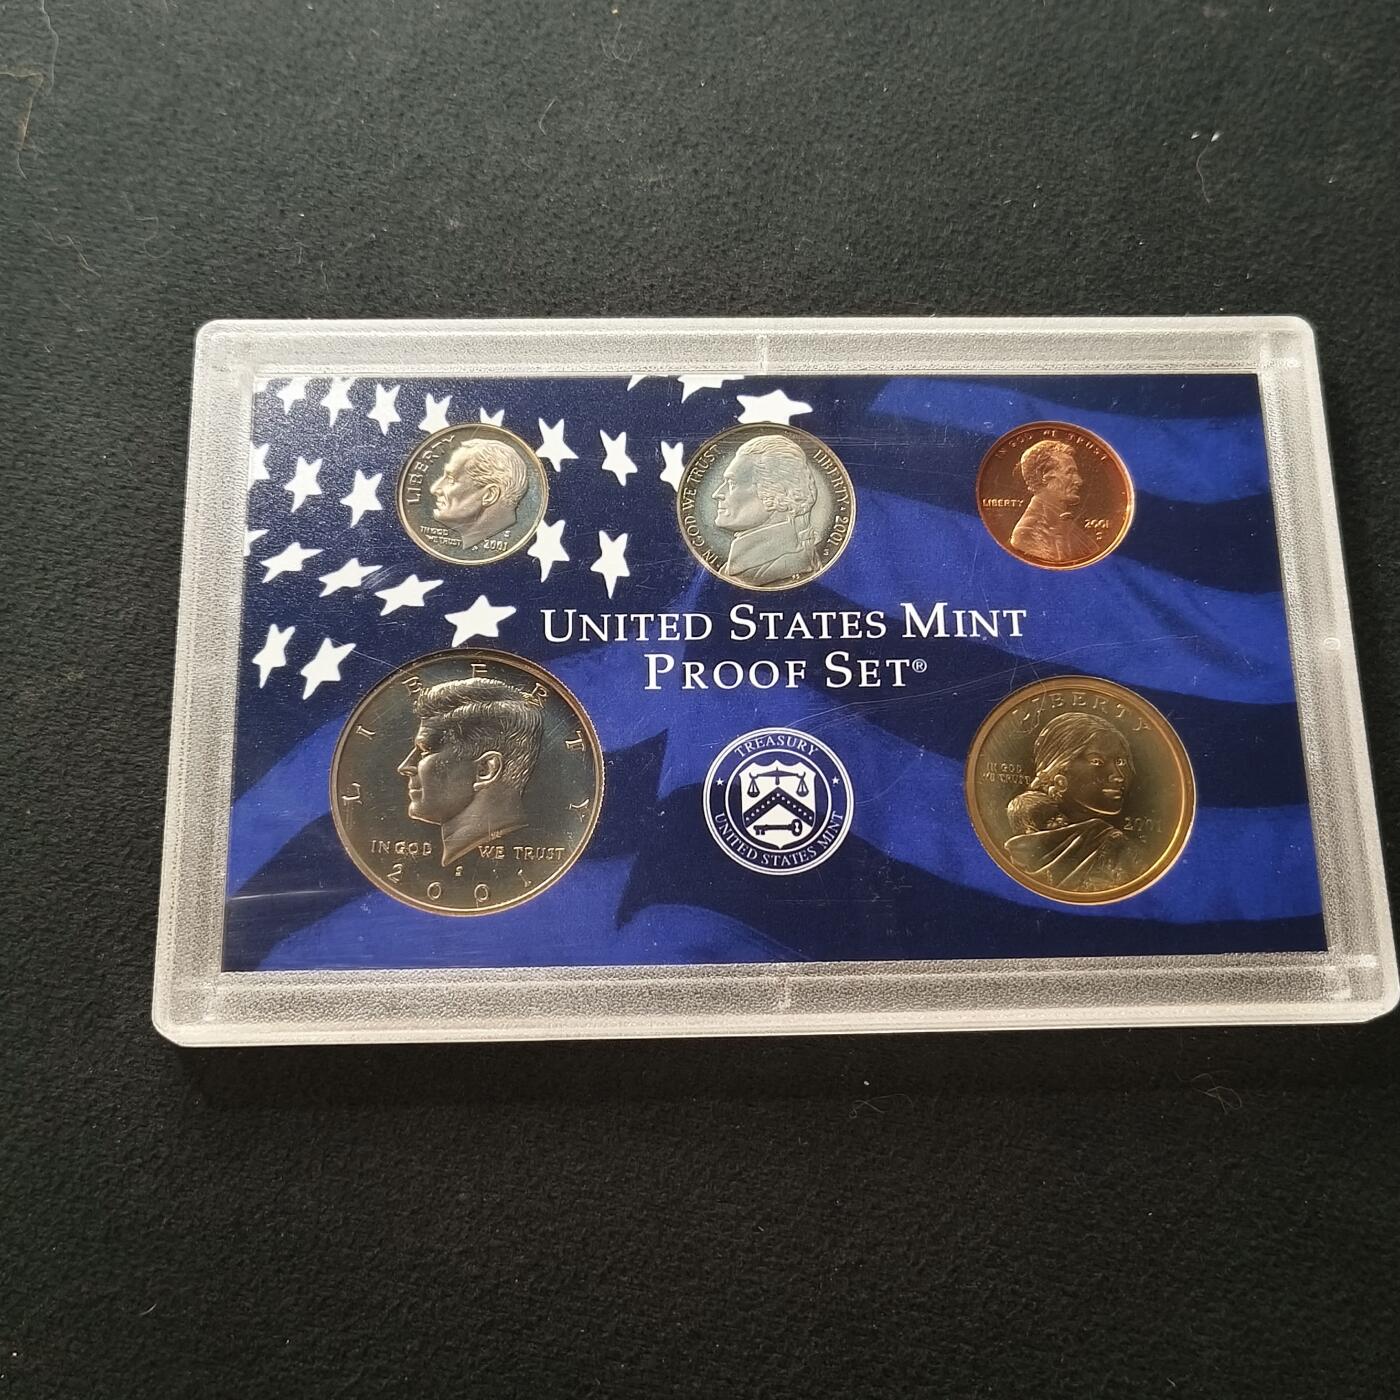 LIBERTY
IN GOD
WE TRUST
S
2001
IN GOD WE TRUST
LIBERTY · 2001
S
IN GOD WE TRUST
LIBERTY
2001
S
UNITED STATES MINT
PROOF SET®
LIBERTY
IN GOD WE TRUST
S
2001
TREASURY
UNITED STATES MINT
LIBERTY
IN GOD
WE TRUST
2001